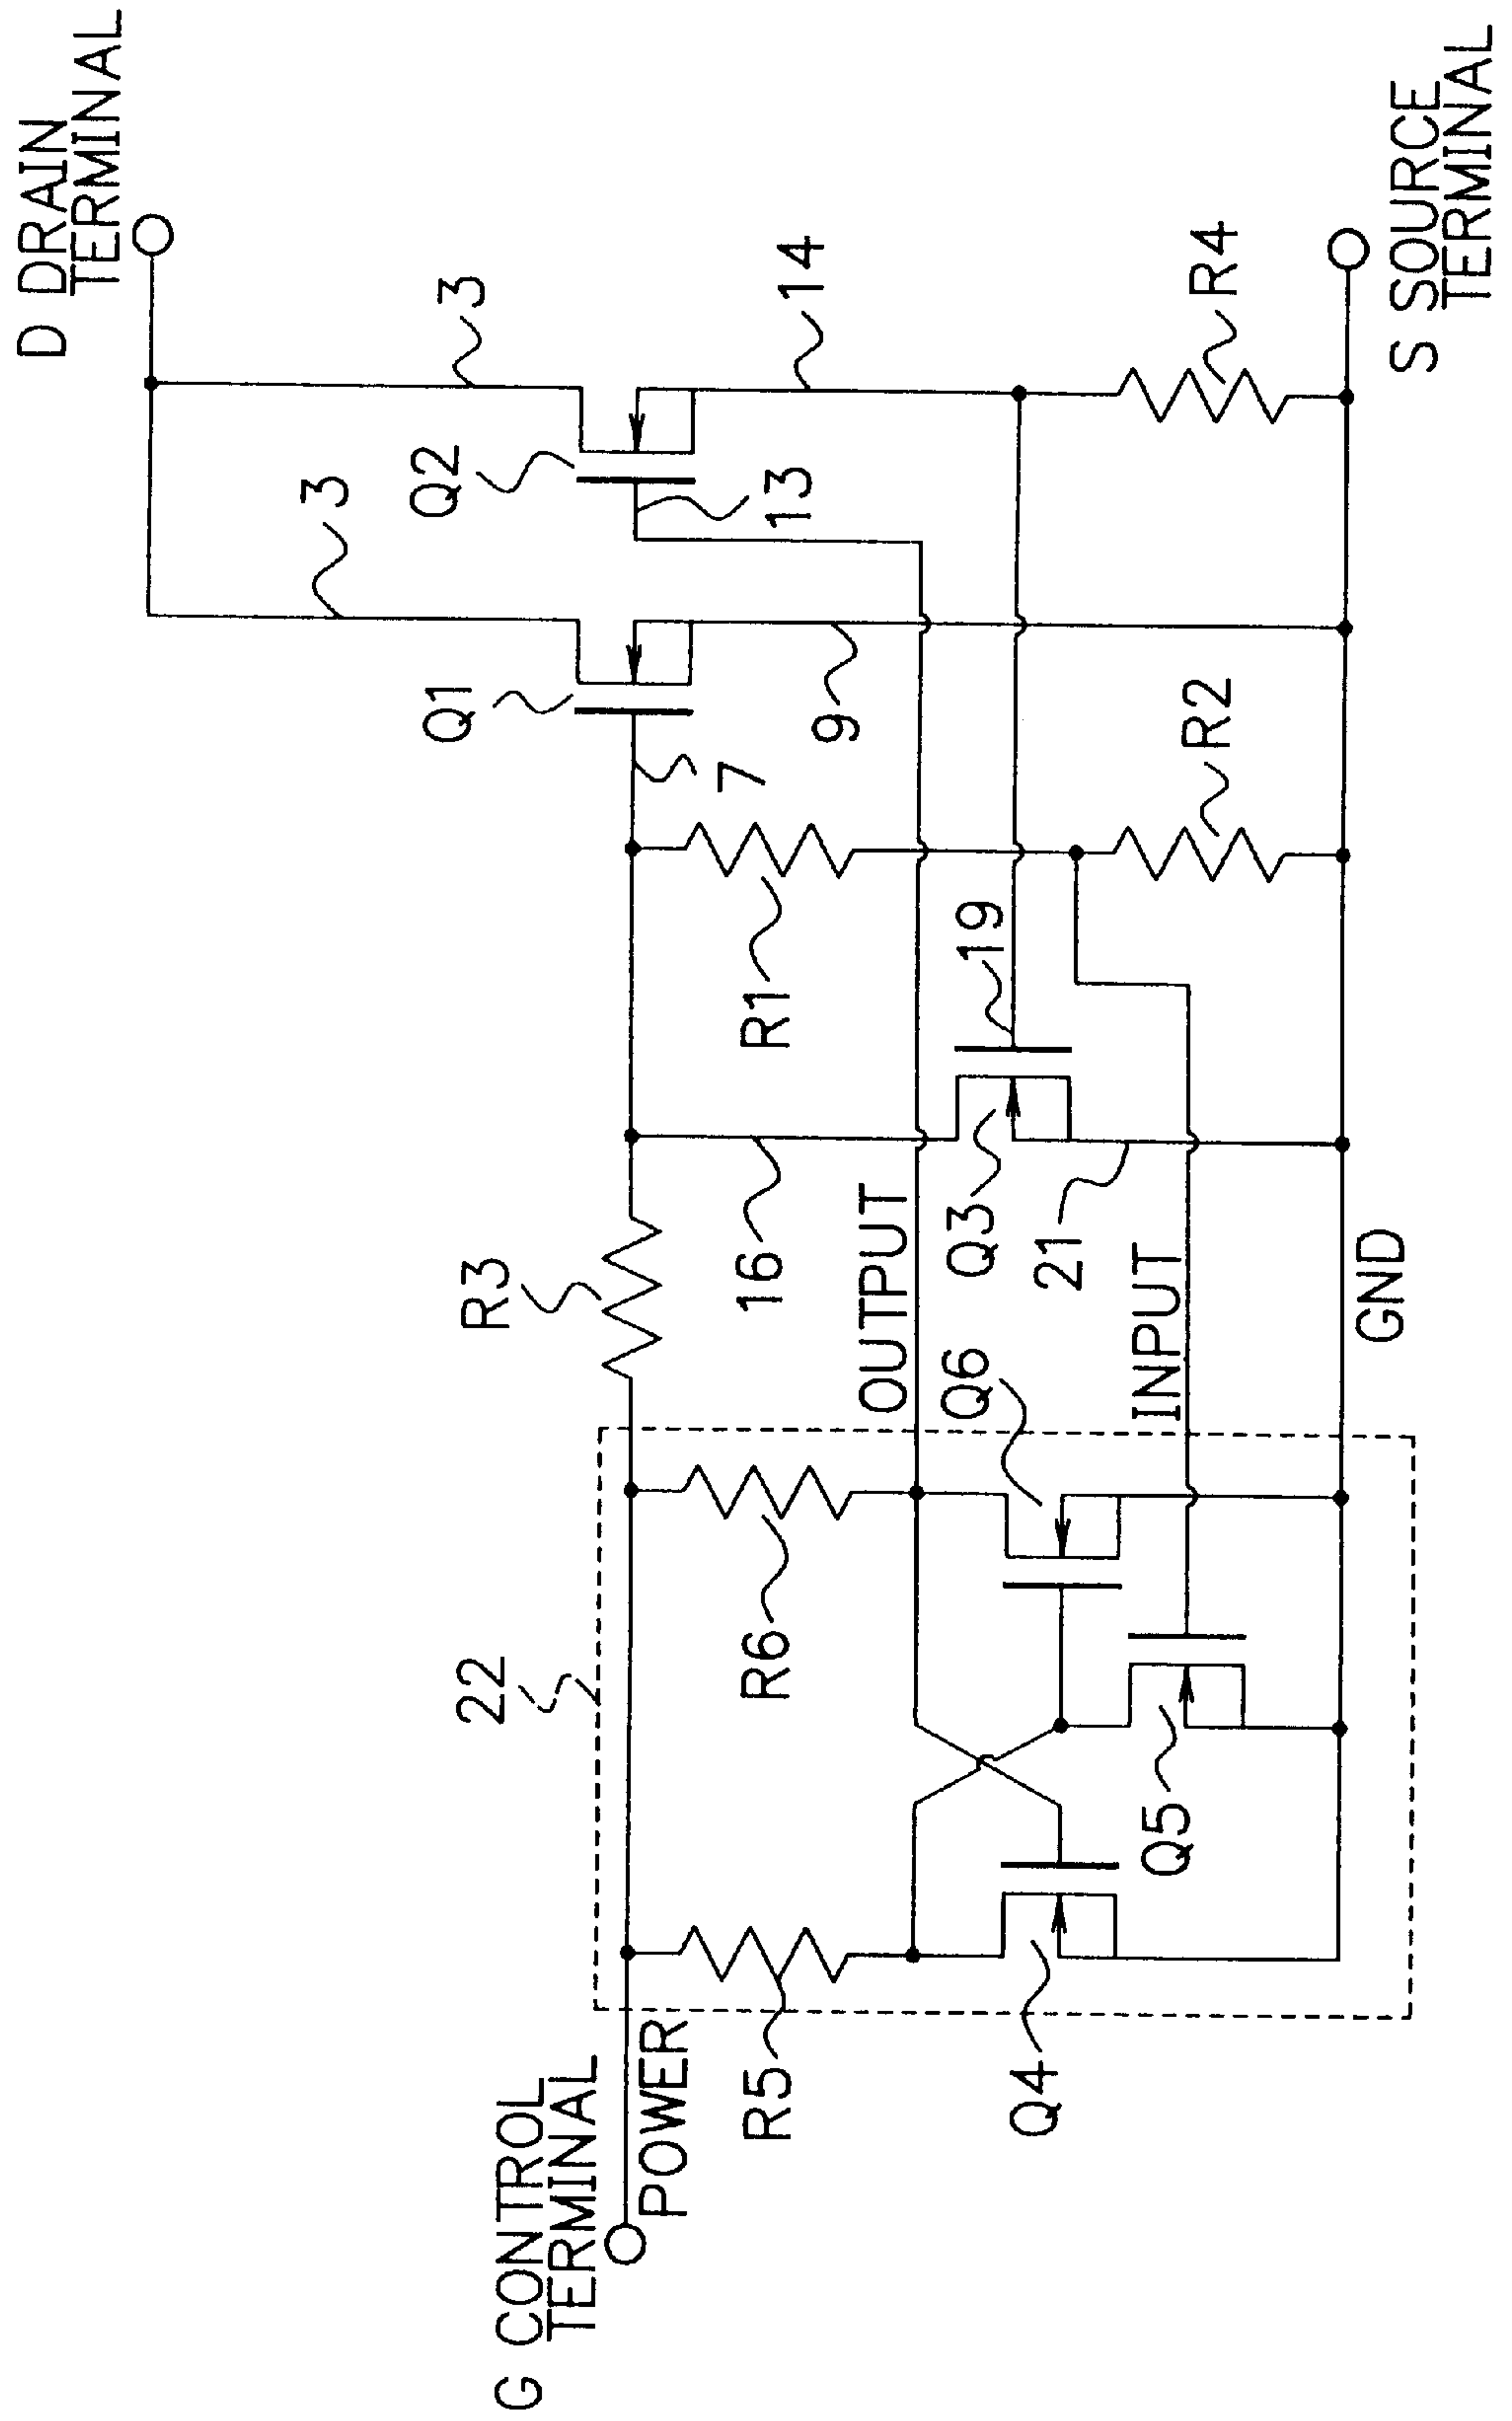 D DRAIN
TERMINAL
3
3
Q2
14
13
Q1
7
9
R4
S SOURCE
TERMINAL
R2
R1
19
R3
16
Q3
21
OUTPUT
INPUT
GND
Q6
22
R6
Q5
G CONTROL
TERMINAL
POWER
R5
Q4